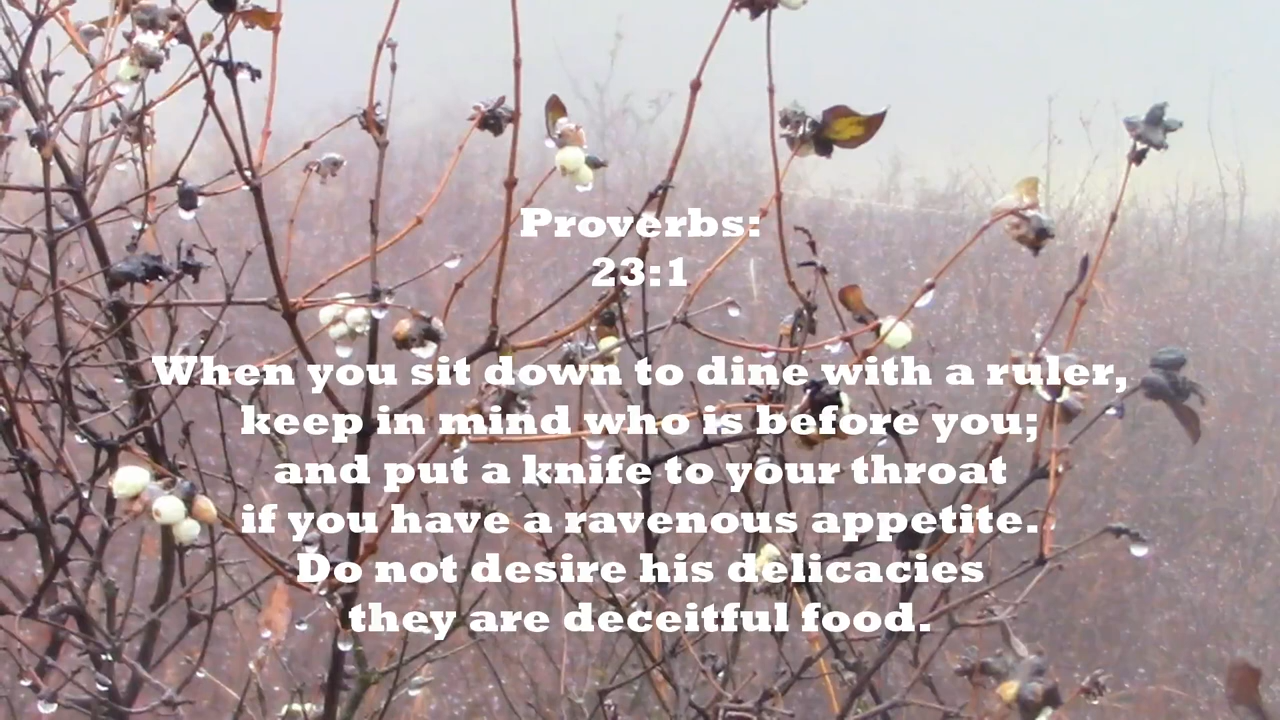 Proverbs:
23:1
When you sit down to dine with a ruler,
keep in mind who is before you;
and put a knife to your throat
if you have a ravenous appetite.
Do not desire his delicacies
they are deceitful food.